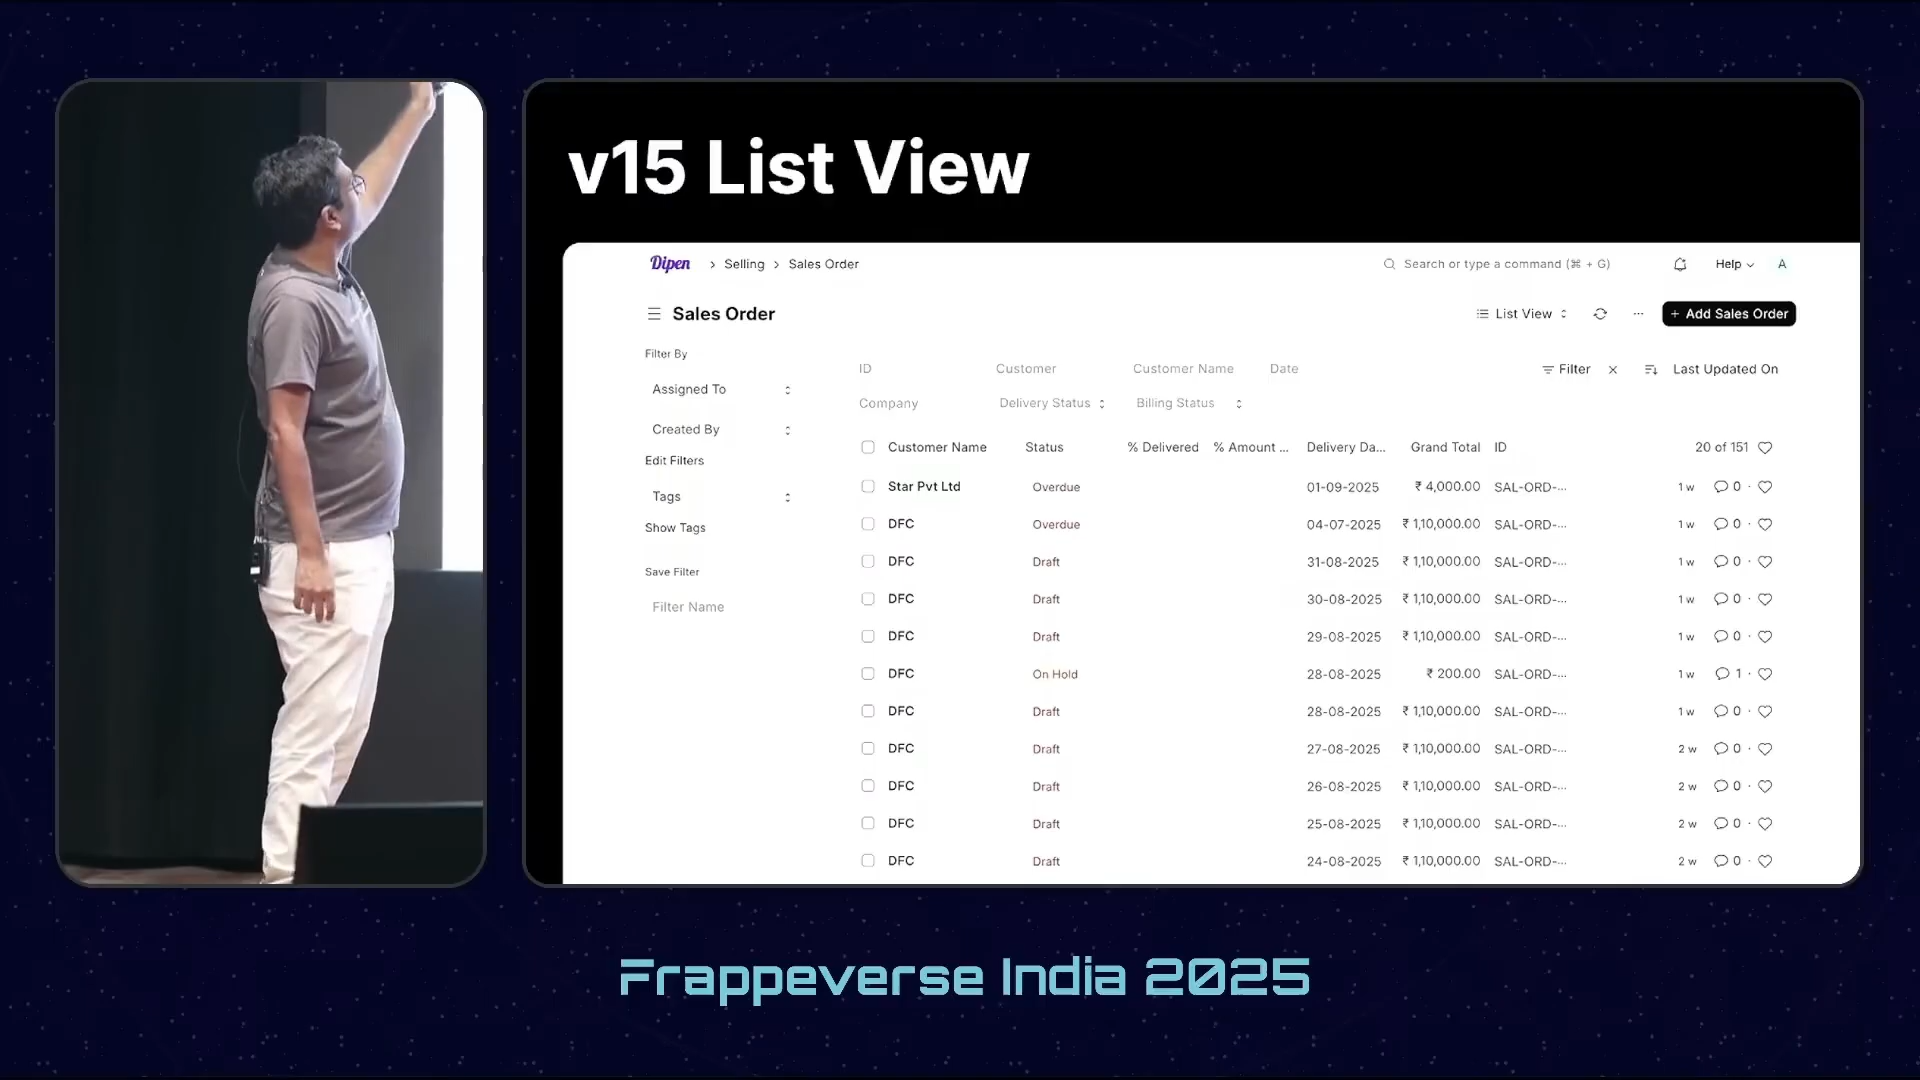 v15 List View
Dipen > Selling > Sales Order
Search or type a command (⌘ + G)
Help
A
Sales Order
List View
...
+ Add Sales Order
Filter By
Assigned To
Created By
Edit Filters
Tags
Show Tags
Save Filter
Filter Name
ID Customer Customer Name Date
Filter
Last Updated On
Company Delivery Status Billing Status
Customer Name Status % Delivered % Amount ... Delivery Da... Grand Total ID 20 of 151
Star Pvt Ltd Overdue 01-09-2025 ₹ 4,000.00 SAL-ORD-... 1 w 0 ·
DFC Overdue 04-07-2025 ₹ 1,10,000.00 SAL-ORD-... 1 w 0 ·
DFC Draft 31-08-2025 ₹ 1,10,000.00 SAL-ORD-... 1 w 0 ·
DFC Draft 30-08-2025 ₹ 1,10,000.00 SAL-ORD-... 1 w 0 ·
DFC Draft 29-08-2025 ₹ 1,10,000.00 SAL-ORD-... 1 w 0 ·
DFC On Hold 28-08-2025 ₹ 200.00 SAL-ORD-... 1 w 1 ·
DFC Draft 28-08-2025 ₹ 1,10,000.00 SAL-ORD-... 1 w 0 ·
DFC Draft 27-08-2025 ₹ 1,10,000.00 SAL-ORD-... 2 w 0 ·
DFC Draft 26-08-2025 ₹ 1,10,000.00 SAL-ORD-... 2 w 0 ·
DFC Draft 25-08-2025 ₹ 1,10,000.00 SAL-ORD-... 2 w 0 ·
DFC Draft 24-08-2025 ₹ 1,10,000.00 SAL-ORD-... 2 w 0 ·
Frappeverse India 2025